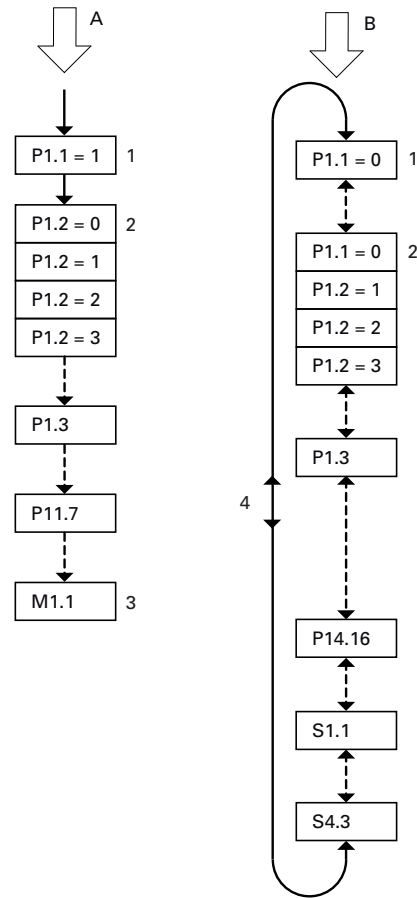 A
P1.1 = 1
1
P1.2 = 0
2
P1.2 = 1
P1.2 = 2
P1.2 = 3
P1.3
P11.7
M1.1
3
B
P1.1 = 0
1
P1.1 = 0
2
P1.2 = 1
P1.2 = 2
P1.2 = 3
P1.3
4
P14.16
S1.1
S4.3